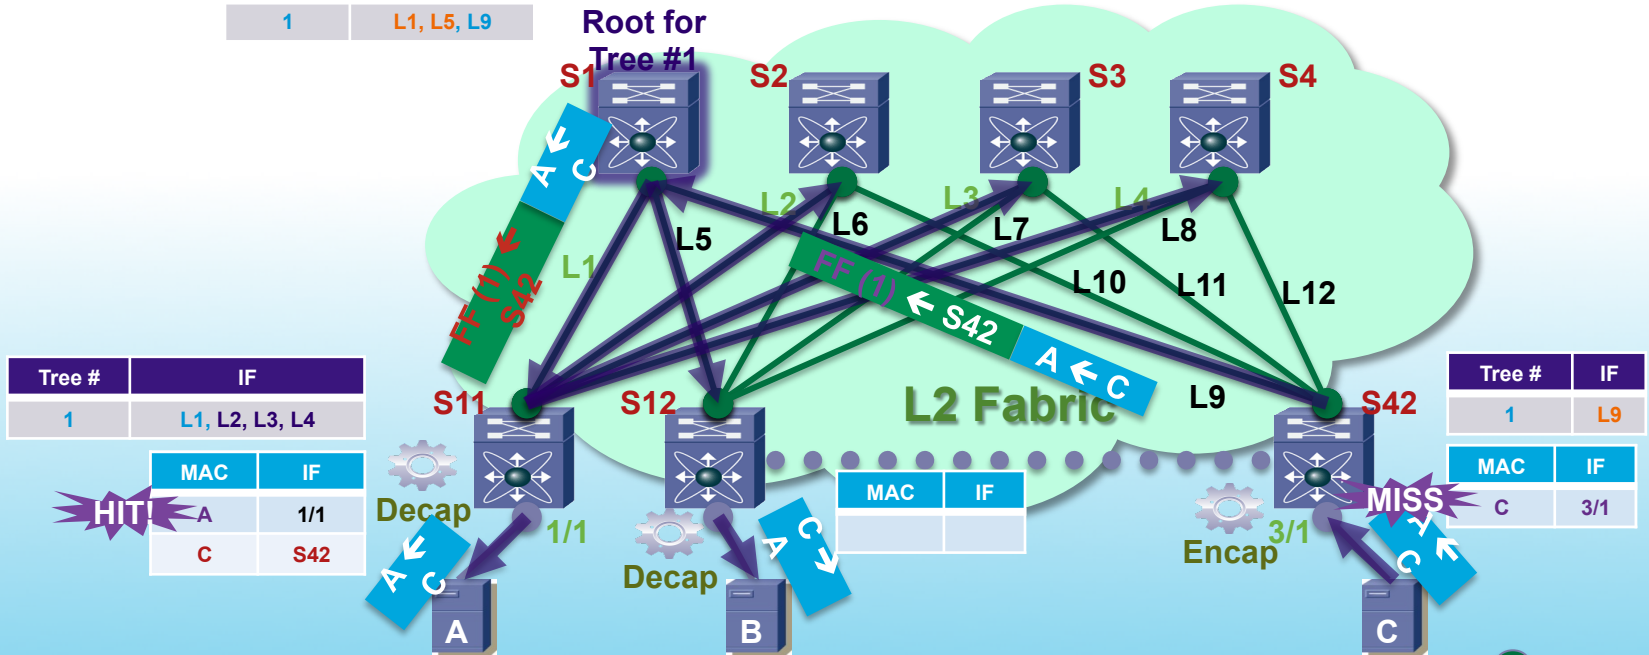 1 L1, L5, L9
Root for
Tree #1
S1
S2
S3
S4
A
C
FF (1)
S42
L1
L5
L2
L6
L3
L7
L4
L8
L10
L11
L12
FF (1) S42 A C
L2 Fabric
L9
Tree # IF
1 L1, L2, L3, L4
MAC IF
HIT! A 1/1
C S42
S11
Decap
1/1
A
C
A
S12
Decap
C
A
B
MAC IF
Tree # IF
1 L9
MAC IF
C 3/1
S42
MISS
Encap
3/1
A
C
C